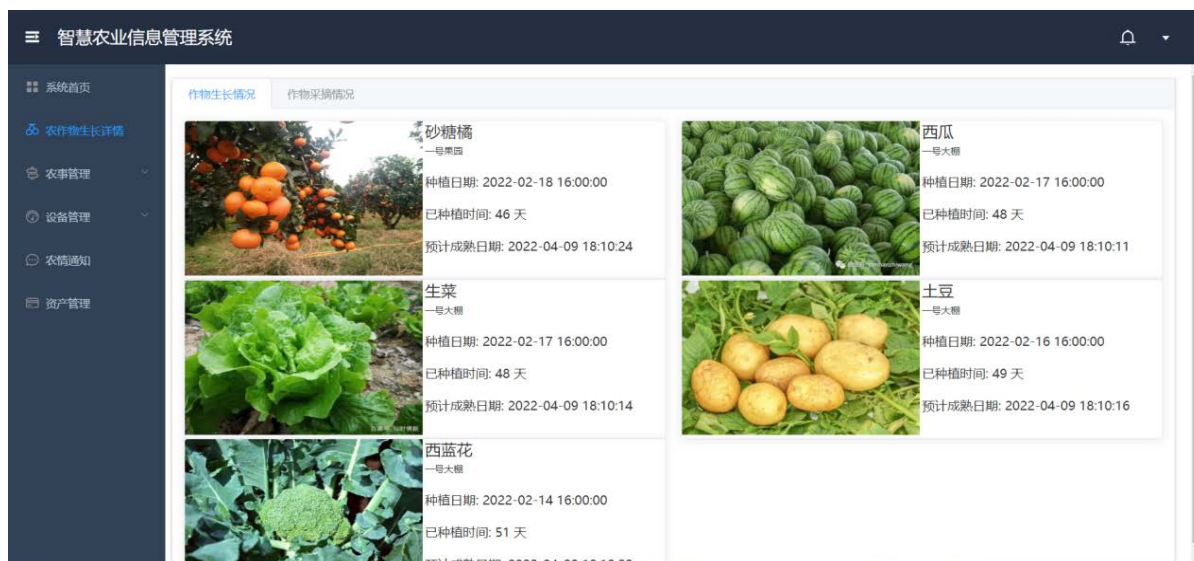 智慧农业信息管理系统
系统首页
农作物生长详情
农事管理
设备管理
农情通知
资产管理
作物生长情况
作物采摘情况
砂糖橘
一号果园
种植日期: 2022-02-18 16:00:00
已种植时间: 46 天
预计成熟日期: 2022-04-09 18:10:24
西瓜
一号大棚
种植日期: 2022-02-17 16:00:00
已种植时间: 48 天
预计成熟日期: 2022-04-09 18:10:11
生菜
一号大棚
种植日期: 2022-02-17 16:00:00
已种植时间: 48 天
预计成熟日期: 2022-04-09 18:10:14
土豆
一号大棚
种植日期: 2022-02-16 16:00:00
已种植时间: 49 天
预计成熟日期: 2022-04-09 18:10:16
西蓝花
一号大棚
种植日期: 2022-02-14 16:00:00
已种植时间: 51 天